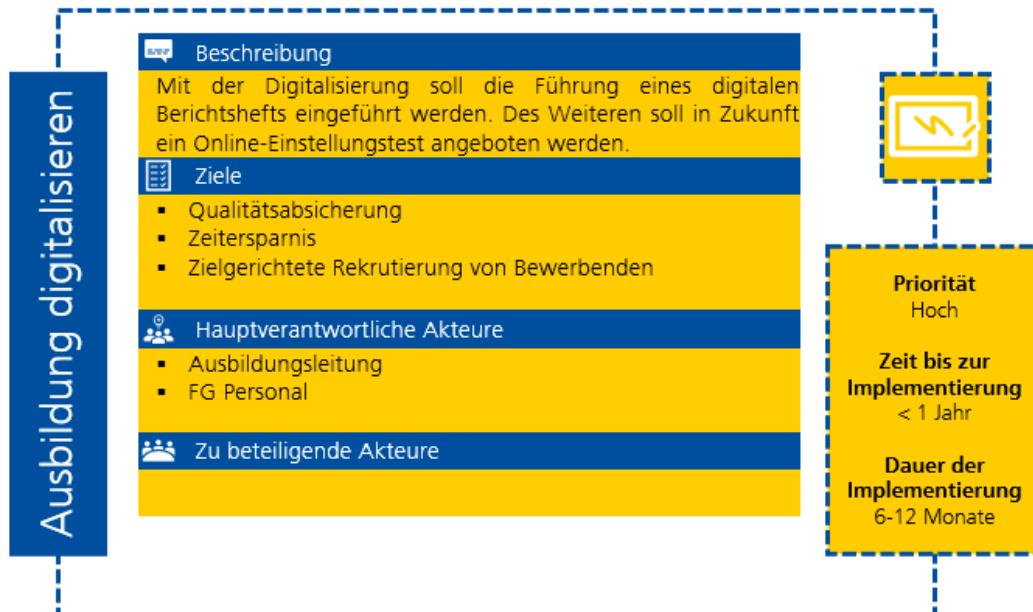 Ausbildung digitalisieren
Beschreibung
Mit der Digitalisierung soll die Führung eines digitalen
Berichtshefts eingeführt werden. Des Weiteren soll in Zukunft
ein Online-Einstellungstest angeboten werden.
Ziele
▪ Qualitätsabsicherung
▪ Zeitersparnis
▪ Zielgerichtete Rekrutierung von Bewerbenden
Hauptverantwortliche Akteure
▪ Ausbildungsleitung
▪ FG Personal
Zu beteiligende Akteure
Priorität
Hoch
Zeit bis zur
Implementierung
< 1 Jahr
Dauer der
Implementierung
6-12 Monate